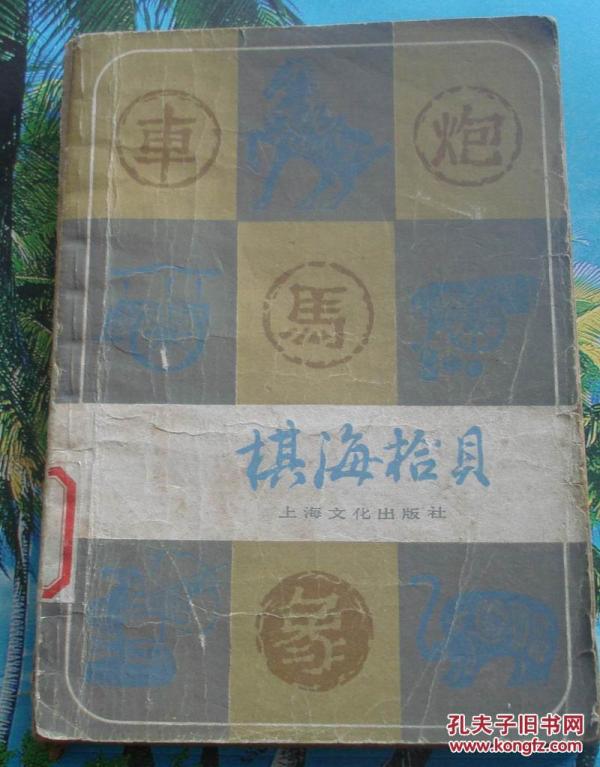 車
炮
馬
棋海拾贝
上海文化出版社
象
孔夫子旧书网
www.kongfz.com